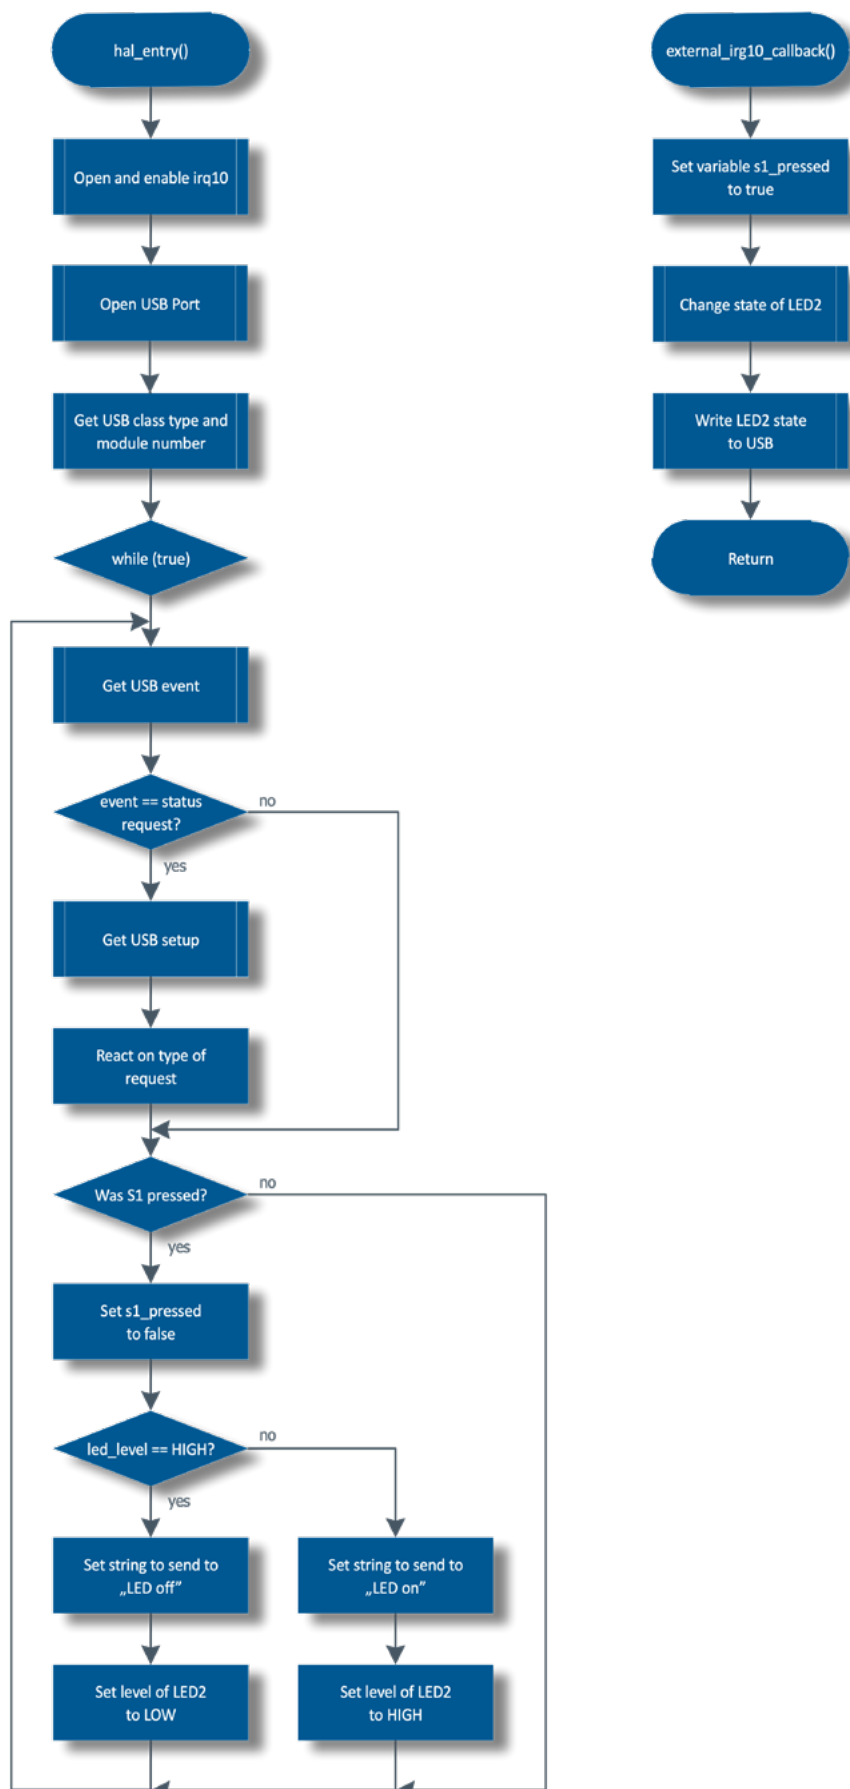 hal_entry()
Open and enable irq10
Open USB Port
Get USB class type and
module number
while (true)
Get USB event
event == status
request?
no
yes
Get USB setup
React on type of
request
Was S1 pressed?
no
yes
Set s1_pressed
to false
led_level == HIGH?
no
yes
Set string to send to
„LED off”
Set string to send to
„LED on”
Set level of LED2
to LOW
Set level of LED2
to HIGH
external_irg10_callback()
Set variable s1_pressed
to true
Change state of LED2
Write LED2 state
to USB
Return